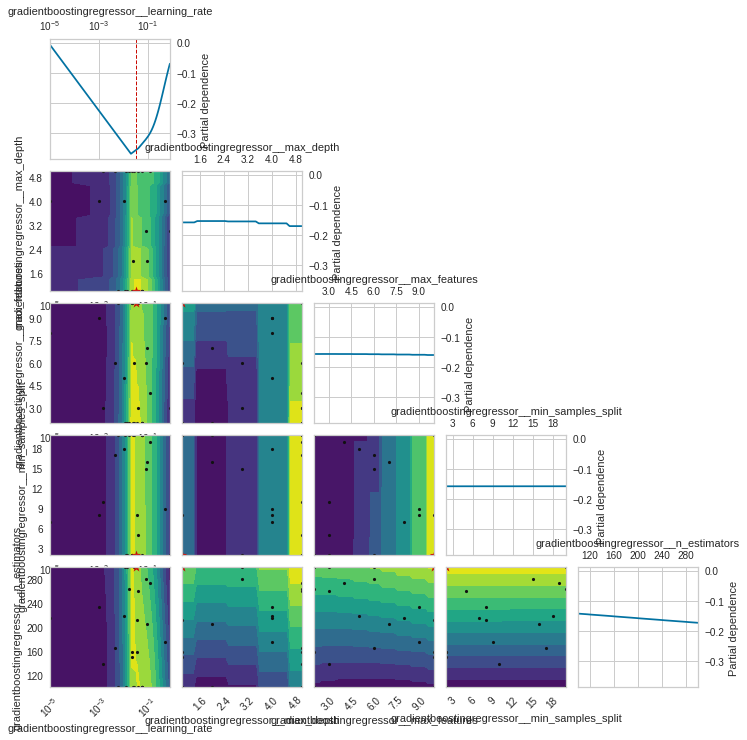 gradientboostingregressor__learning_rate
10⁻⁵ 10⁻³ 10⁻¹
0.0
−0.1
−0.2
−0.3
Partial dependence
gradientboostingregressor__max_depth
1.6 2.4 3.2 4.0 4.8
4.8
4.0
3.2
2.4
1.6
gradientboostingregressor__max_depth
0.0
−0.1
−0.2
−0.3
Partial dependence
gradientboostingregressor__max_features
3.0 4.5 6.0 7.5 9.0
9.0
7.5
6.0
4.5
3.0
gradientboostingregressor__max_features
0.0
−0.1
−0.2
−0.3
Partial dependence
gradientboostingregressor__min_samples_split
3 6 9 12 15 18
18
15
12
9
6
3
gradientboostingregressor__min_samples_split
0.0
−0.1
−0.2
−0.3
Partial dependence
gradientboostingregressor__n_estimators
120 160 200 240 280
280
240
200
160
120
gradientboostingregressor__n_estimators
0.0
−0.1
−0.2
−0.3
Partial dependence
10⁻⁵ 10⁻³ 10⁻¹
1.6 2.4 3.2 4.0 4.8
3.0 4.5 6.0 7.5 9.0
3 6 9 12 15 18
gradientboostingregressor__learning_rate
gradientboostingregressor__max_depth
gradientboostingregressor__max_features
gradientboostingregressor__min_samples_split